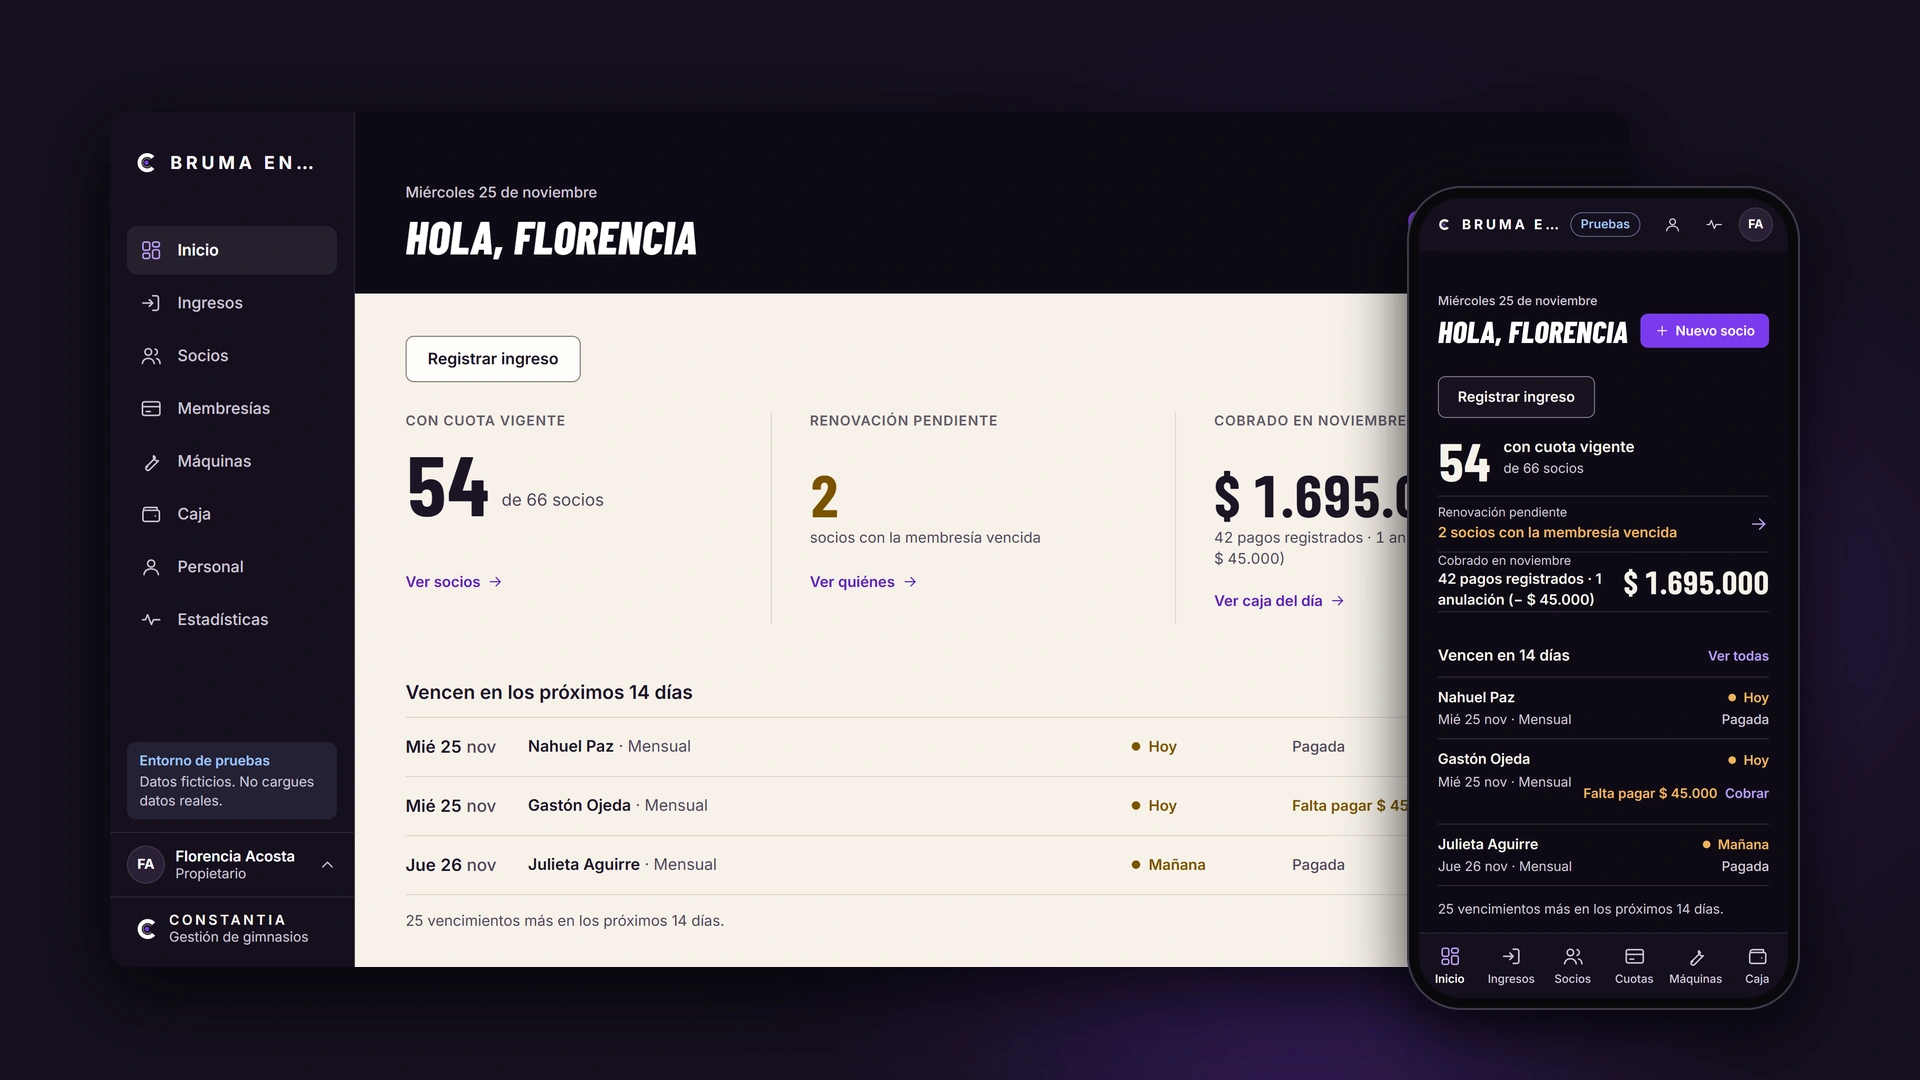 BRUMA EN…
Inicio
Ingresos
Socios
Membresías
Máquinas
Caja
Personal
Estadísticas
Entorno de pruebas
Datos ficticios. No cargues
datos reales.
FA
Florencia Acosta
Propietario
CONSTANTIA
Gestión de gimnasios
Miércoles 25 de noviembre
HOLA, FLORENCIA
Registrar ingreso
CON CUOTA VIGENTE
54 de 66 socios
Ver socios →
RENOVACIÓN PENDIENTE
2
socios con la membresía vencida
Ver quiénes →
COBRADO EN NOVIEMBRE
$ 1.695.0
42 pagos registrados · 1 an
$ 45.000)
Ver caja del día →
Vencen en los próximos 14 días
Mié 25 nov Nahuel Paz · Mensual Hoy Pagada
Mié 25 nov Gastón Ojeda · Mensual Hoy Falta pagar $ 45
Jue 26 nov Julieta Aguirre · Mensual Mañana Pagada
25 vencimientos más en los próximos 14 días.
BRUMA E… Pruebas FA
Miércoles 25 de noviembre
HOLA, FLORENCIA + Nuevo socio
Registrar ingreso
54 con cuota vigente
de 66 socios
Renovación pendiente
2 socios con la membresía vencida →
Cobrado en noviembre
42 pagos registrados · 1
anulación (− $ 45.000)
$ 1.695.000
Vencen en 14 días Ver todas
Nahuel Paz Hoy
Mié 25 nov · Mensual Pagada
Gastón Ojeda Hoy
Mié 25 nov · Mensual
Falta pagar $ 45.000 Cobrar
Julieta Aguirre Mañana
Jue 26 nov · Mensual Pagada
25 vencimientos más en los próximos 14 días.
Inicio Ingresos Socios Cuotas Máquinas Caja